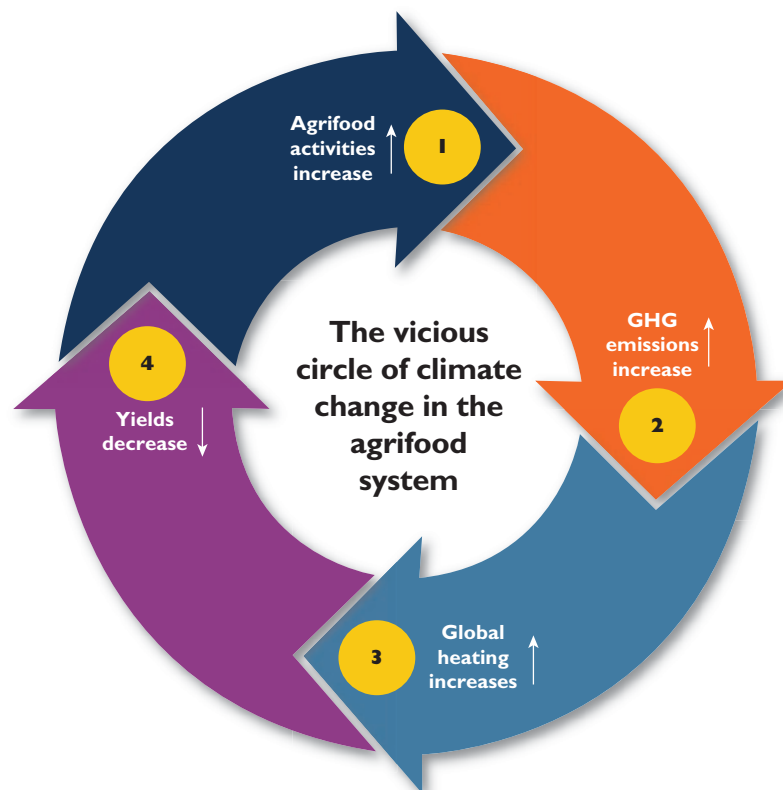 Agrifood
activities
increase
1
GHG
emissions
increase
2
The vicious
circle of climate
change in the
agrifood
system
4
Yields
decrease
3
Global
heating
increases